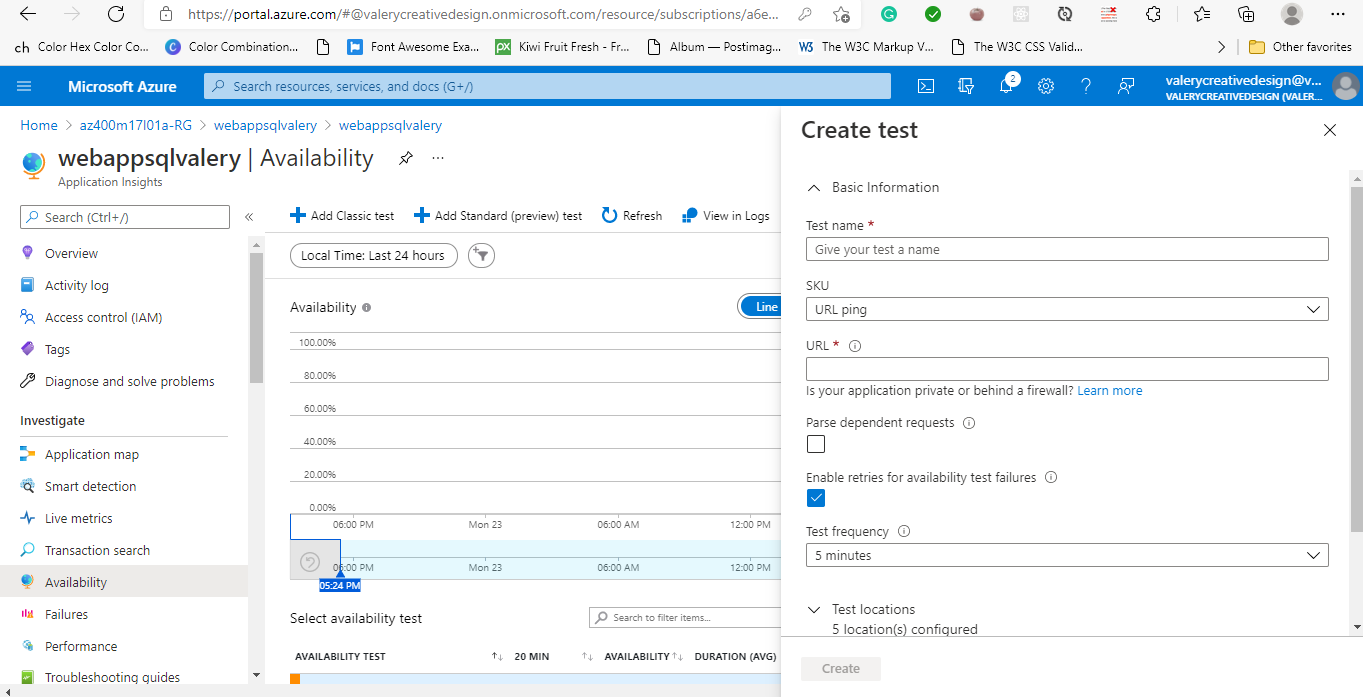 https://portal.azure.com/#@valerycreativedesign.onmicrosoft.com/resource/subscriptions/a6e...
ch Color Hex Color Co...
Color Combination...
Font Awesome Exa...
Kiwi Fruit Fresh - Fr...
Album — Postimag...
The W3C Markup V...
The W3C CSS Valid...
Other favorites
Microsoft Azure
Search resources, services, and docs (G+/)
2
valerycreativedesign@v...
VALERYCREATIVEDESIGN (VALER...
Home > az400m17l01a-RG > webappsqlvalery > webappsqlvalery
webappsqlvalery | Availability
...
Application Insights
Search (Ctrl+/)
«
Overview
Activity log
Access control (IAM)
Tags
Diagnose and solve problems
Investigate
Application map
Smart detection
Live metrics
Transaction search
Availability
Failures
Performance
Troubleshooting guides
Add Classic test
Add Standard (preview) test
Refresh
View in Logs
Local Time: Last 24 hours
Availability
Line
100.00%
80.00%
60.00%
40.00%
20.00%
0.00%
06:00 PM Mon 23 06:00 AM 12:00 PM
06:00 PM Mon 23 06:00 AM 12:00 PM
05:24 PM
Select availability test
Search to filter items...
AVAILABILITY TEST 20 MIN AVAILABILITY DURATION (AVG)
Create test
Basic Information
Test name *
Give your test a name
SKU
URL ping
URL *
Is your application private or behind a firewall? Learn more
Parse dependent requests
Enable retries for availability test failures
Test frequency
5 minutes
Test locations
5 location(s) configured
Create